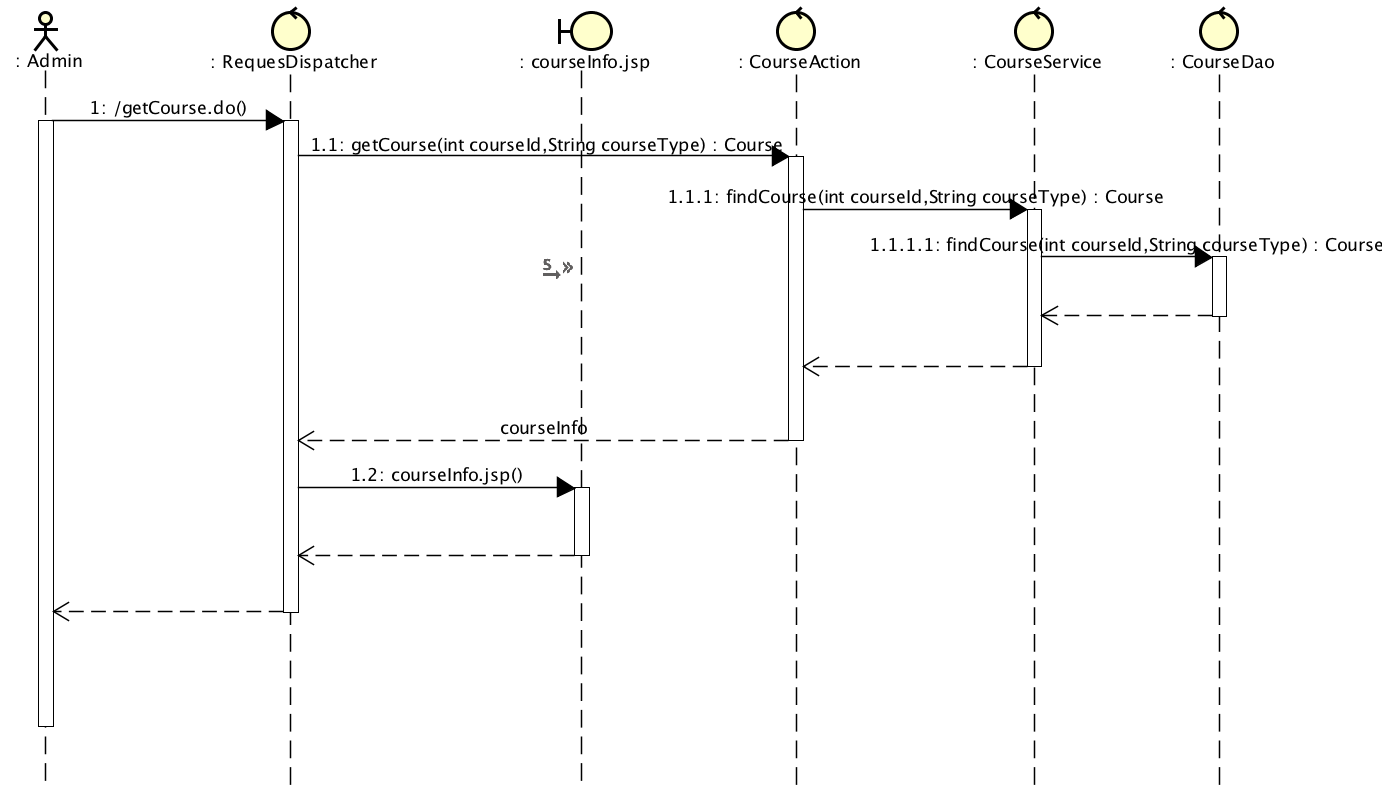 : Admin
: RequesDispatcher
: courseInfo.jsp
: CourseAction
: CourseService
: CourseDao
1: /getCourse.do()
1.1: getCourse(int courseId,String courseType) : Course
1.1.1: findCourse(int courseId,String courseType) : Course
1.1.1.1: findCourse(int courseId,String courseType) : Course
S »
courseInfo
1.2: courseInfo.jsp()